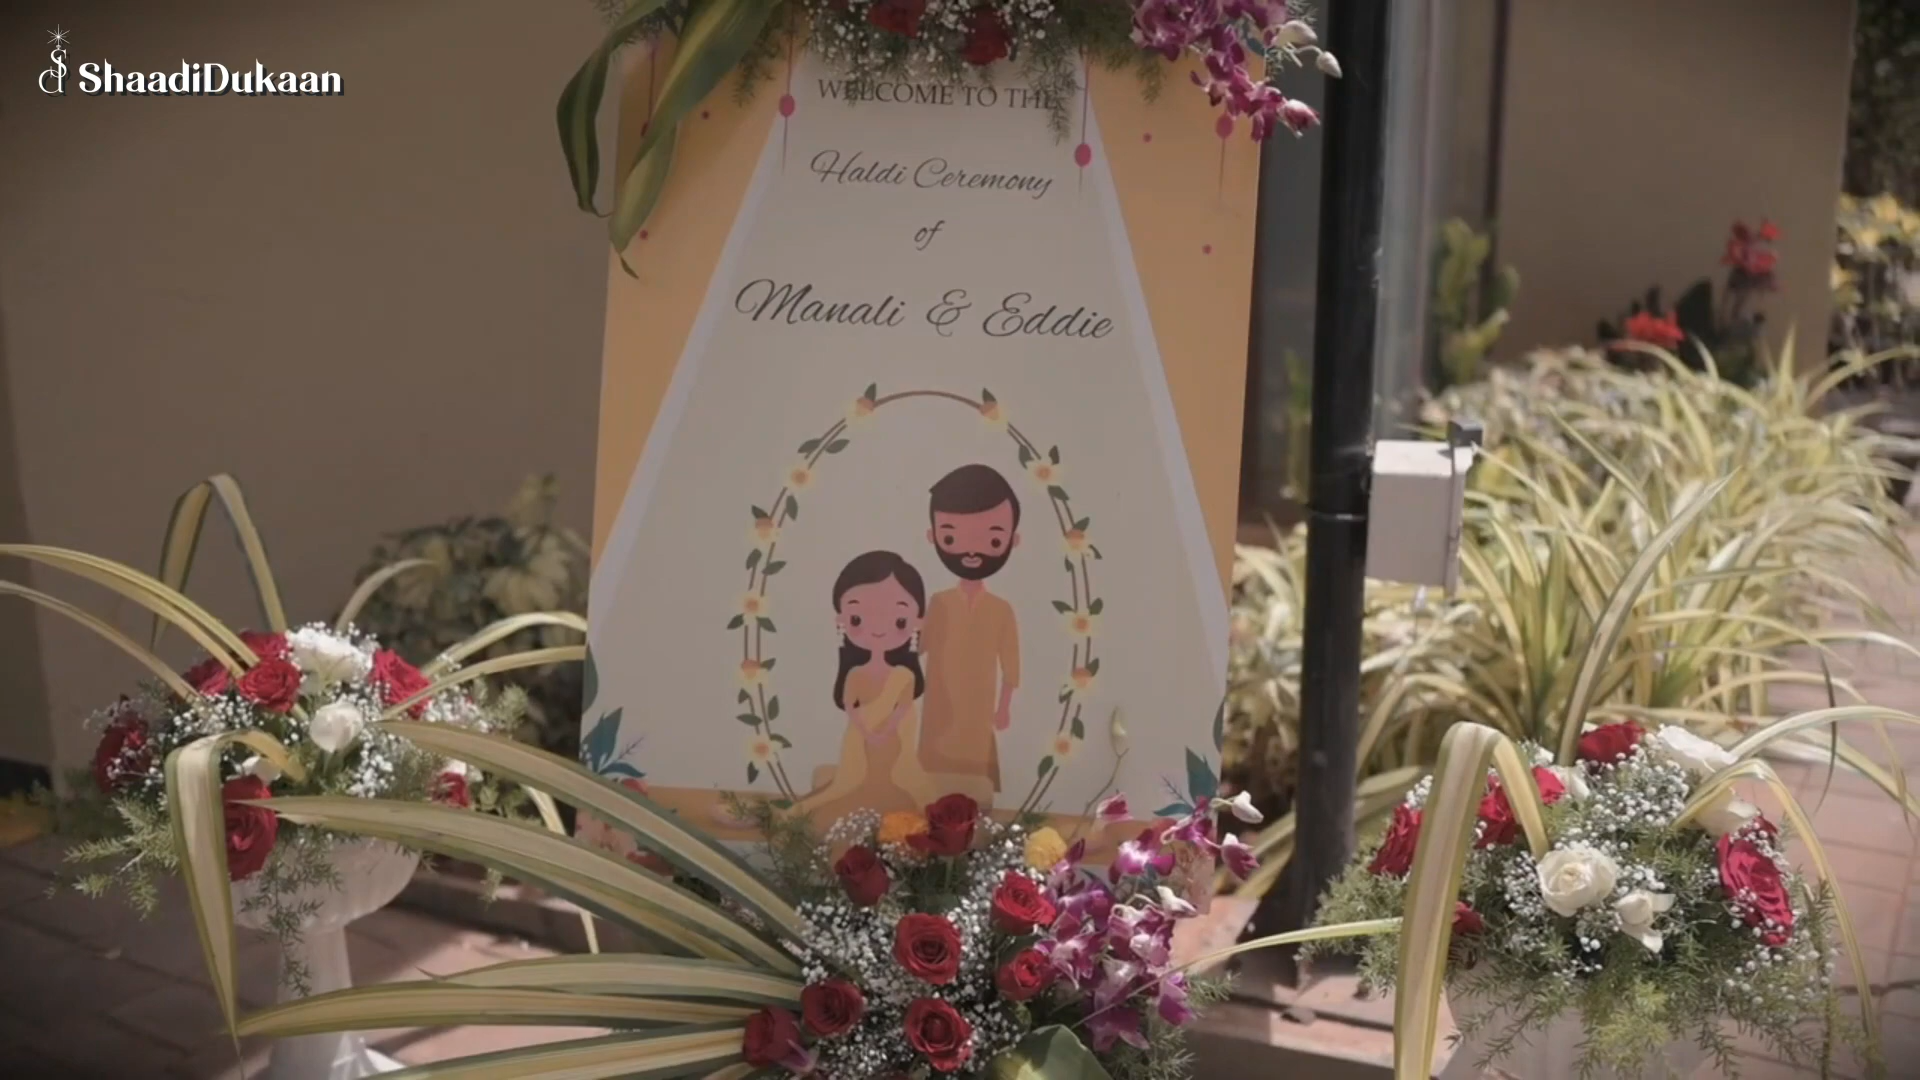 ShaadiDukaan
WELCOME TO THE
Haldi Ceremony
of
Manali & Eddie